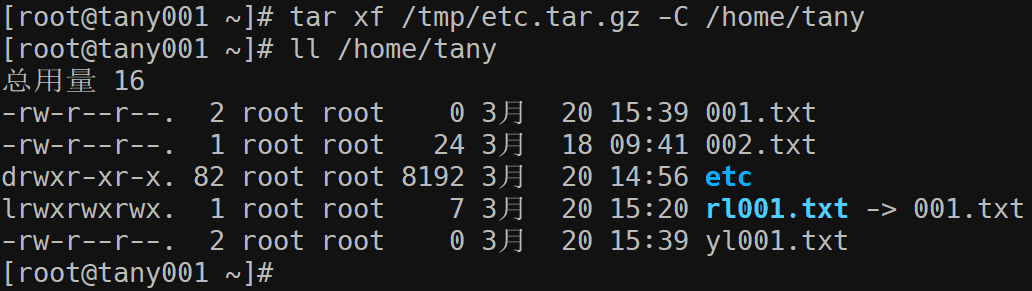 [root@tany001 ~]# tar xf /tmp/etc.tar.gz -C /home/tany
[root@tany001 ~]# ll /home/tany
总用量 16
-rw-r--r--.  2 root root    0 3月  20 15:39 001.txt
-rw-r--r--.  1 root root   24 3月  18 09:41 002.txt
drwxr-xr-x. 82 root root 8192 3月  20 14:56 etc
lrwxrwxrwx.  1 root root    7 3月  20 15:20 rl001.txt -> 001.txt
-rw-r--r--.  2 root root    0 3月  20 15:39 yl001.txt
[root@tany001 ~]#